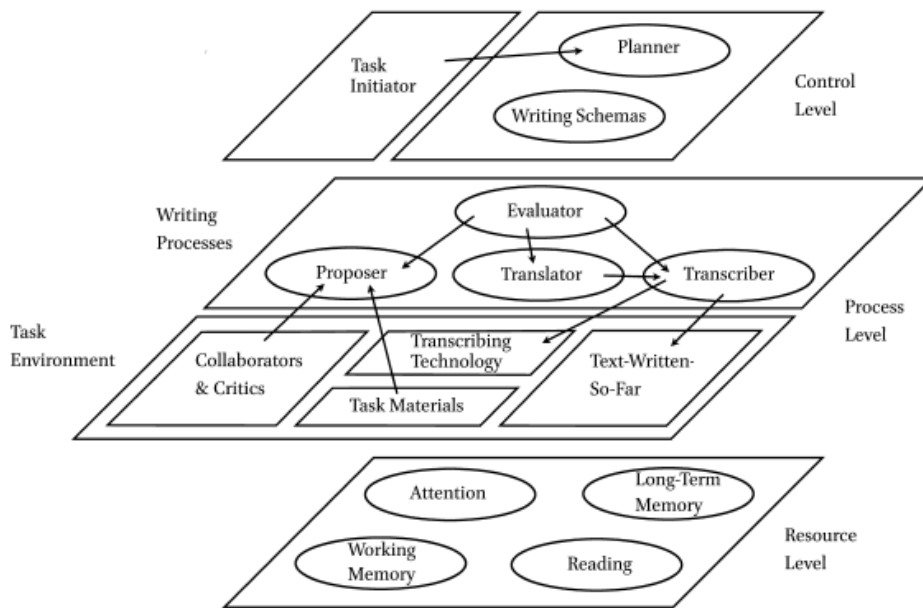 Planner
Task
Initiator
Control
Level
Writing Schemas
Writing
Processes
Evaluator
Proposer
Translator
Transcriber
Process
Level
Task
Environment
Collaborators
& Critics
Transcribing
Technology
Text-Written-
So-Far
Task Materials
Attention
Long-Term
Memory
Resource
Level
Working
Memory
Reading